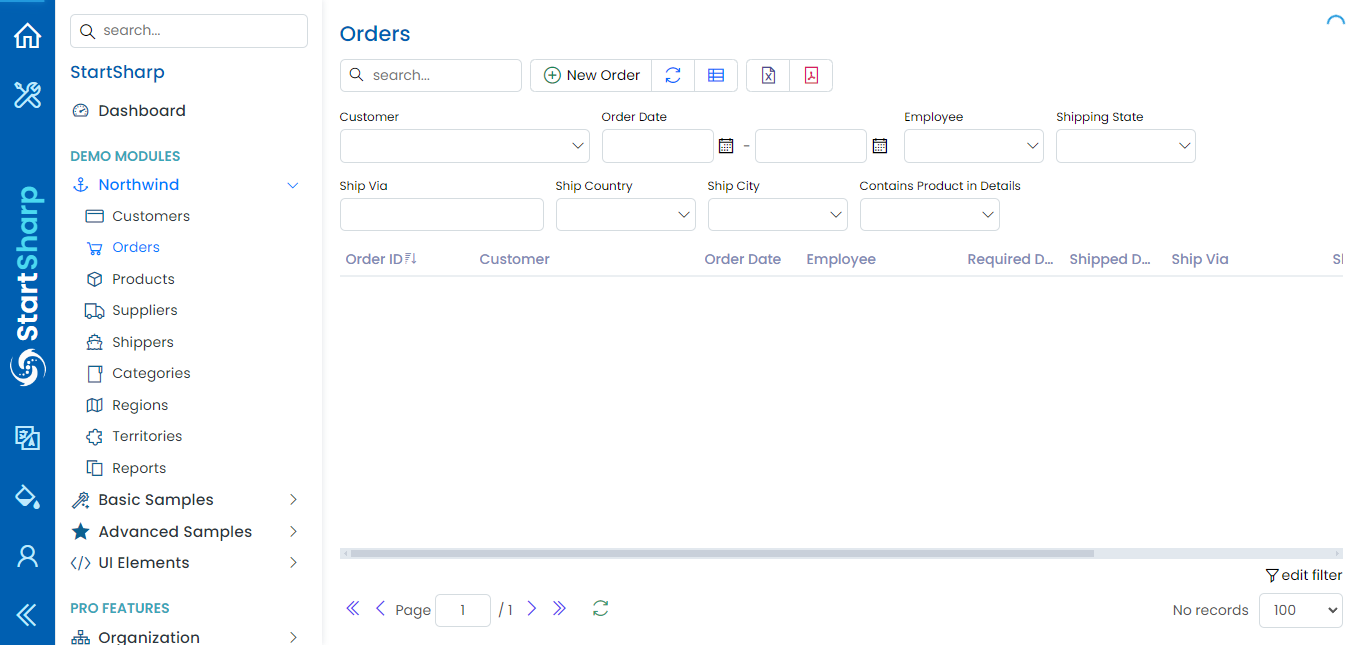 search...
StartSharp
Dashboard
DEMO MODULES
Northwind
Customers
Orders
Products
Suppliers
Shippers
Categories
Regions
Territories
Reports
Basic Samples
Advanced Samples
UI Elements
PRO FEATURES
Organization
StartSharp
Orders
search...
New Order
Customer
Order Date
Employee
Shipping State
-
Ship Via
Ship Country
Ship City
Contains Product in Details
Order ID Customer Order Date Employee Required D... Shipped D... Ship Via
edit filter
Page 1 / 1
No records 100